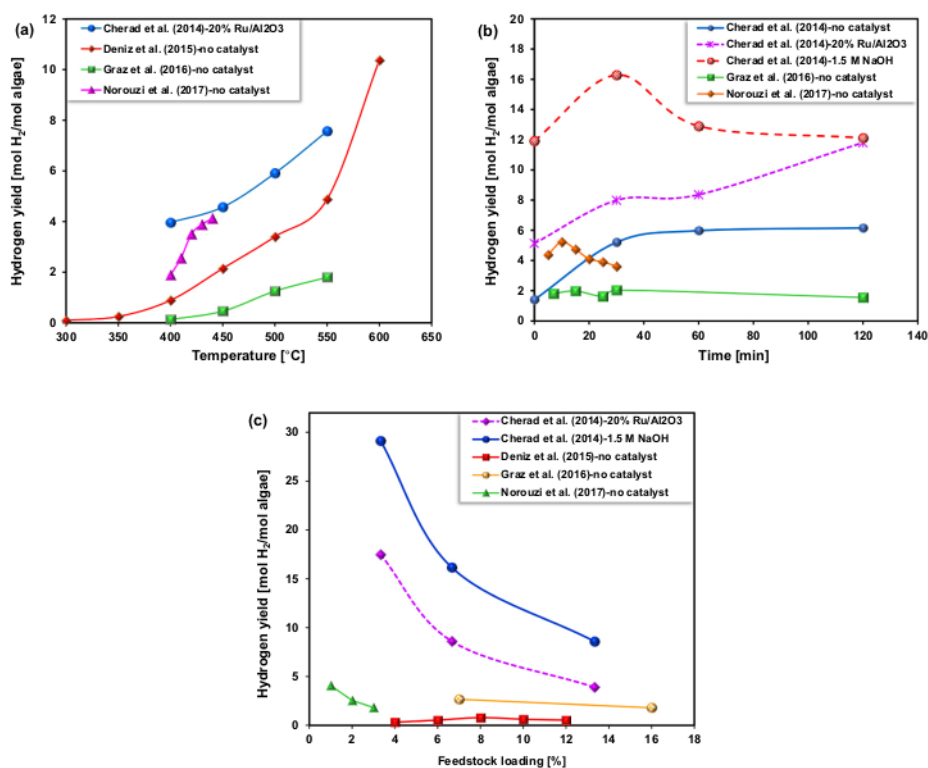 (a)
Cherad et al. (2014)-20% Ru/Al2O3
Deniz et al. (2015)-no catalyst
Graz et al. (2016)-no catalyst
Norouzi et al. (2017)-no catalyst
Hydrogen yield [mol H₂/mol algae]
12
10
8
6
4
2
0
300 350 400 450 500 550 600 650
Temperature [°C]
(b)
Cherad et al. (2014)-no catalyst
Cherad et al. (2014)-20% Ru/Al2O3
Cherad et al. (2014)-1.5 M NaOH
Graz et al. (2016)-no catalyst
Norouzi et al. (2017)-no catalyst
Hydrogen yield [mol H₂/mol algae]
20
18
16
14
12
10
8
6
4
2
0
0 20 40 60 80 100 120 140
Time [min]
(c)
Cherad et al. (2014)-20% Ru/Al2O3
Cherad et al. (2014)-1.5 M NaOH
Deniz et al. (2015)-no catalyst
Graz et al. (2016)-no catalyst
Norouzi et al. (2017)-no catalyst
Hydrogen yield [mol H₂/mol algae]
30
25
20
15
10
5
0
0 2 4 6 8 10 12 14 16 18
Feedstock loading [%]